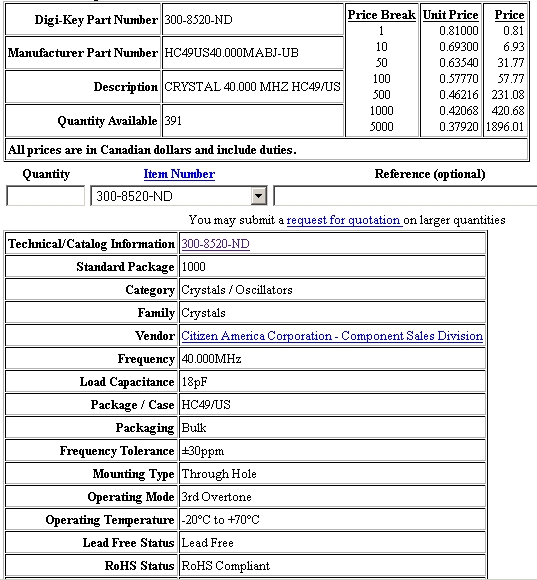 Digi-Key Part Number 300-8520-ND
Manufacturer Part Number HC49US40.000MABJ-UB
Description CRYSTAL 40.000 MHZ HC49/US
Quantity Available 391
Price Break Unit Price Price
1 0.81000 0.81
10 0.69300 6.93
50 0.63540 31.77
100 0.57770 57.77
500 0.46216 231.08
1000 0.42068 420.68
5000 0.37920 1896.01
All prices are in Canadian dollars and include duties.
Quantity Item Number Reference (optional)
300-8520-ND
You may submit a request for quotation on larger quantities
Technical/Catalog Information 300-8520-ND
Standard Package 1000
Category Crystals / Oscillators
Family Crystals
Vendor Citizen America Corporation - Component Sales Division
Frequency 40.000MHz
Load Capacitance 18pF
Package / Case HC49/US
Packaging Bulk
Frequency Tolerance ±30ppm
Mounting Type Through Hole
Operating Mode 3rd Overtone
Operating Temperature -20°C to +70°C
Lead Free Status Lead Free
RoHS Status RoHS Compliant